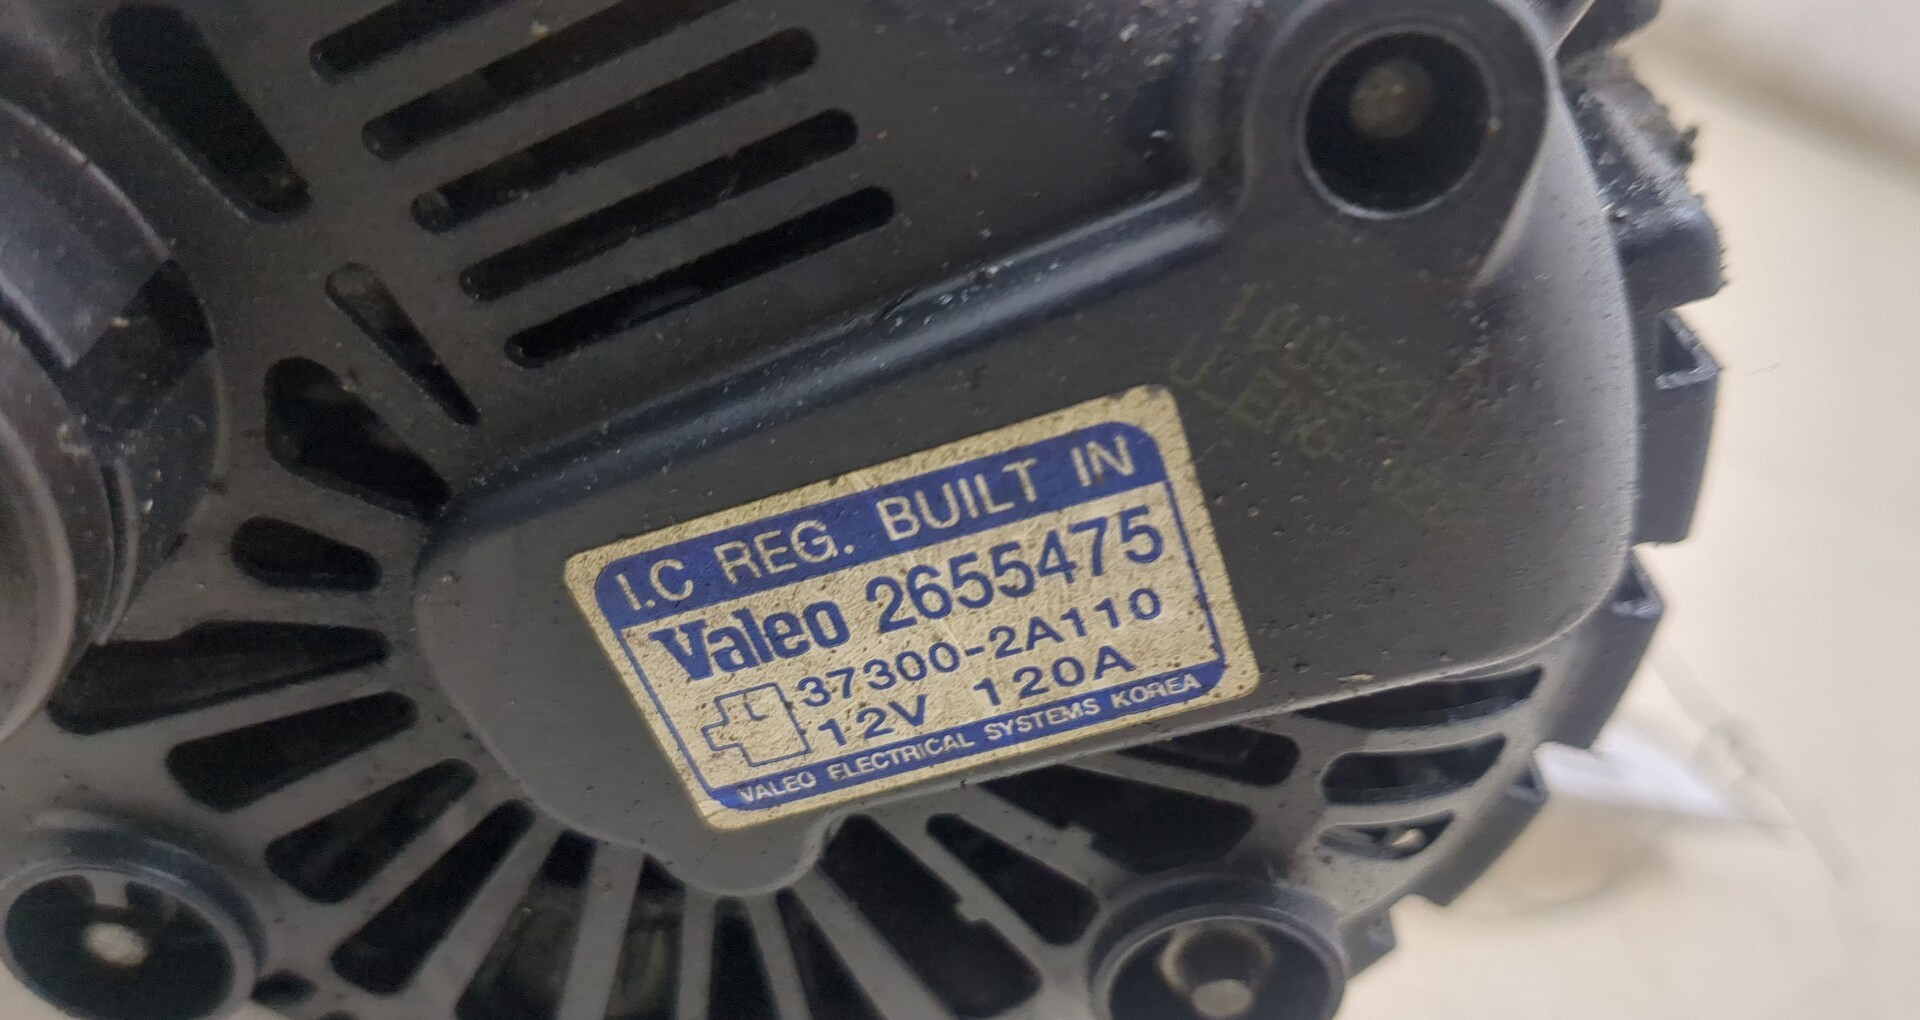 I.C REG. BUILT IN
Valeo 2655475
37300-2A110
12V 120A
VALEO ELECTRICAL SYSTEMS KOREA